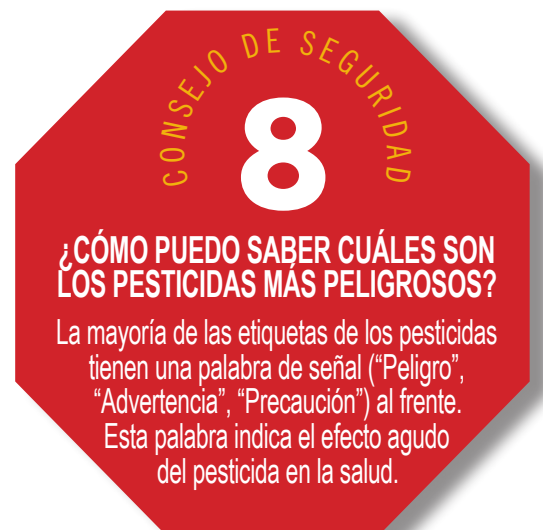 CONSEJO DE SEGURIDAD
8
¿CÓMO PUEDO SABER CUÁLES SON
LOS PESTICIDAS MÁS PELIGROSOS?
La mayoría de las etiquetas de los pesticidas
tienen una palabra de señal (“Peligro”,
“Advertencia”, “Precaución”) al frente.
Esta palabra indica el efecto agudo
del pesticida en la salud.